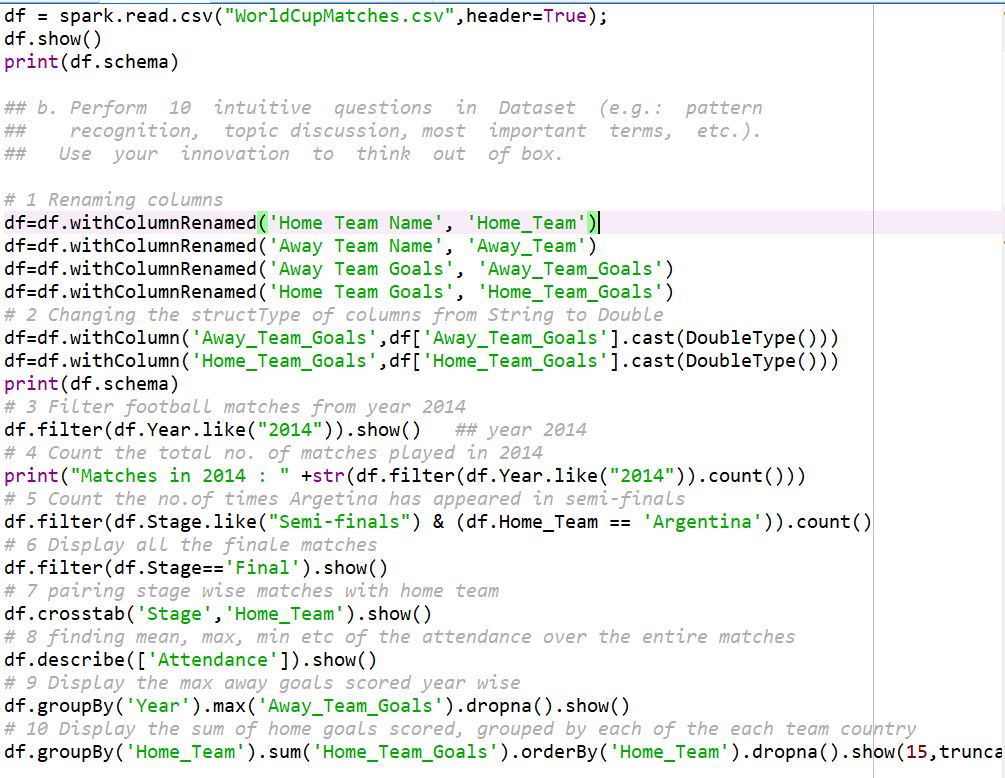 df = spark.read.csv("WorldCupMatches.csv",header=True);
df.show()
print(df.schema)
## b. Perform 10 intuitive questions in Dataset (e.g.: pattern
## recognition, topic discussion, most important terms, etc.).
## Use your innovation to think out of box.
# 1 Renaming columns
df=df.withColumnRenamed('Home Team Name', 'Home_Team')
df=df.withColumnRenamed('Away Team Name', 'Away_Team')
df=df.withColumnRenamed('Away Team Goals', 'Away_Team_Goals')
df=df.withColumnRenamed('Home Team Goals', 'Home_Team_Goals')
# 2 Changing the structType of columns from String to Double
df=df.withColumn('Away_Team_Goals',df['Away_Team_Goals'].cast(DoubleType()))
df=df.withColumn('Home_Team_Goals',df['Home_Team_Goals'].cast(DoubleType()))
print(df.schema)
# 3 Filter football matches from year 2014
df.filter(df.Year.like("2014")).show() ## year 2014
# 4 Count the total no. of matches played in 2014
print("Matches in 2014 : " +str(df.filter(df.Year.like("2014")).count()))
# 5 Count the no.of times Argetina has appeared in semi-finals
df.filter(df.Stage.like("Semi-finals") & (df.Home_Team == 'Argentina')).count()
# 6 Display all the finale matches
df.filter(df.Stage=='Final').show()
# 7 pairing stage wise matches with home team
df.crosstab('Stage','Home_Team').show()
# 8 finding mean, max, min etc of the attendance over the entire matches
df.describe(['Attendance']).show()
# 9 Display the max away goals scored year wise
df.groupBy('Year').max('Away_Team_Goals').dropna().show()
# 10 Display the sum of home goals scored, grouped by each of the each team country
df.groupBy('Home_Team').sum('Home_Team_Goals').orderBy('Home_Team').dropna().show(15,trunca